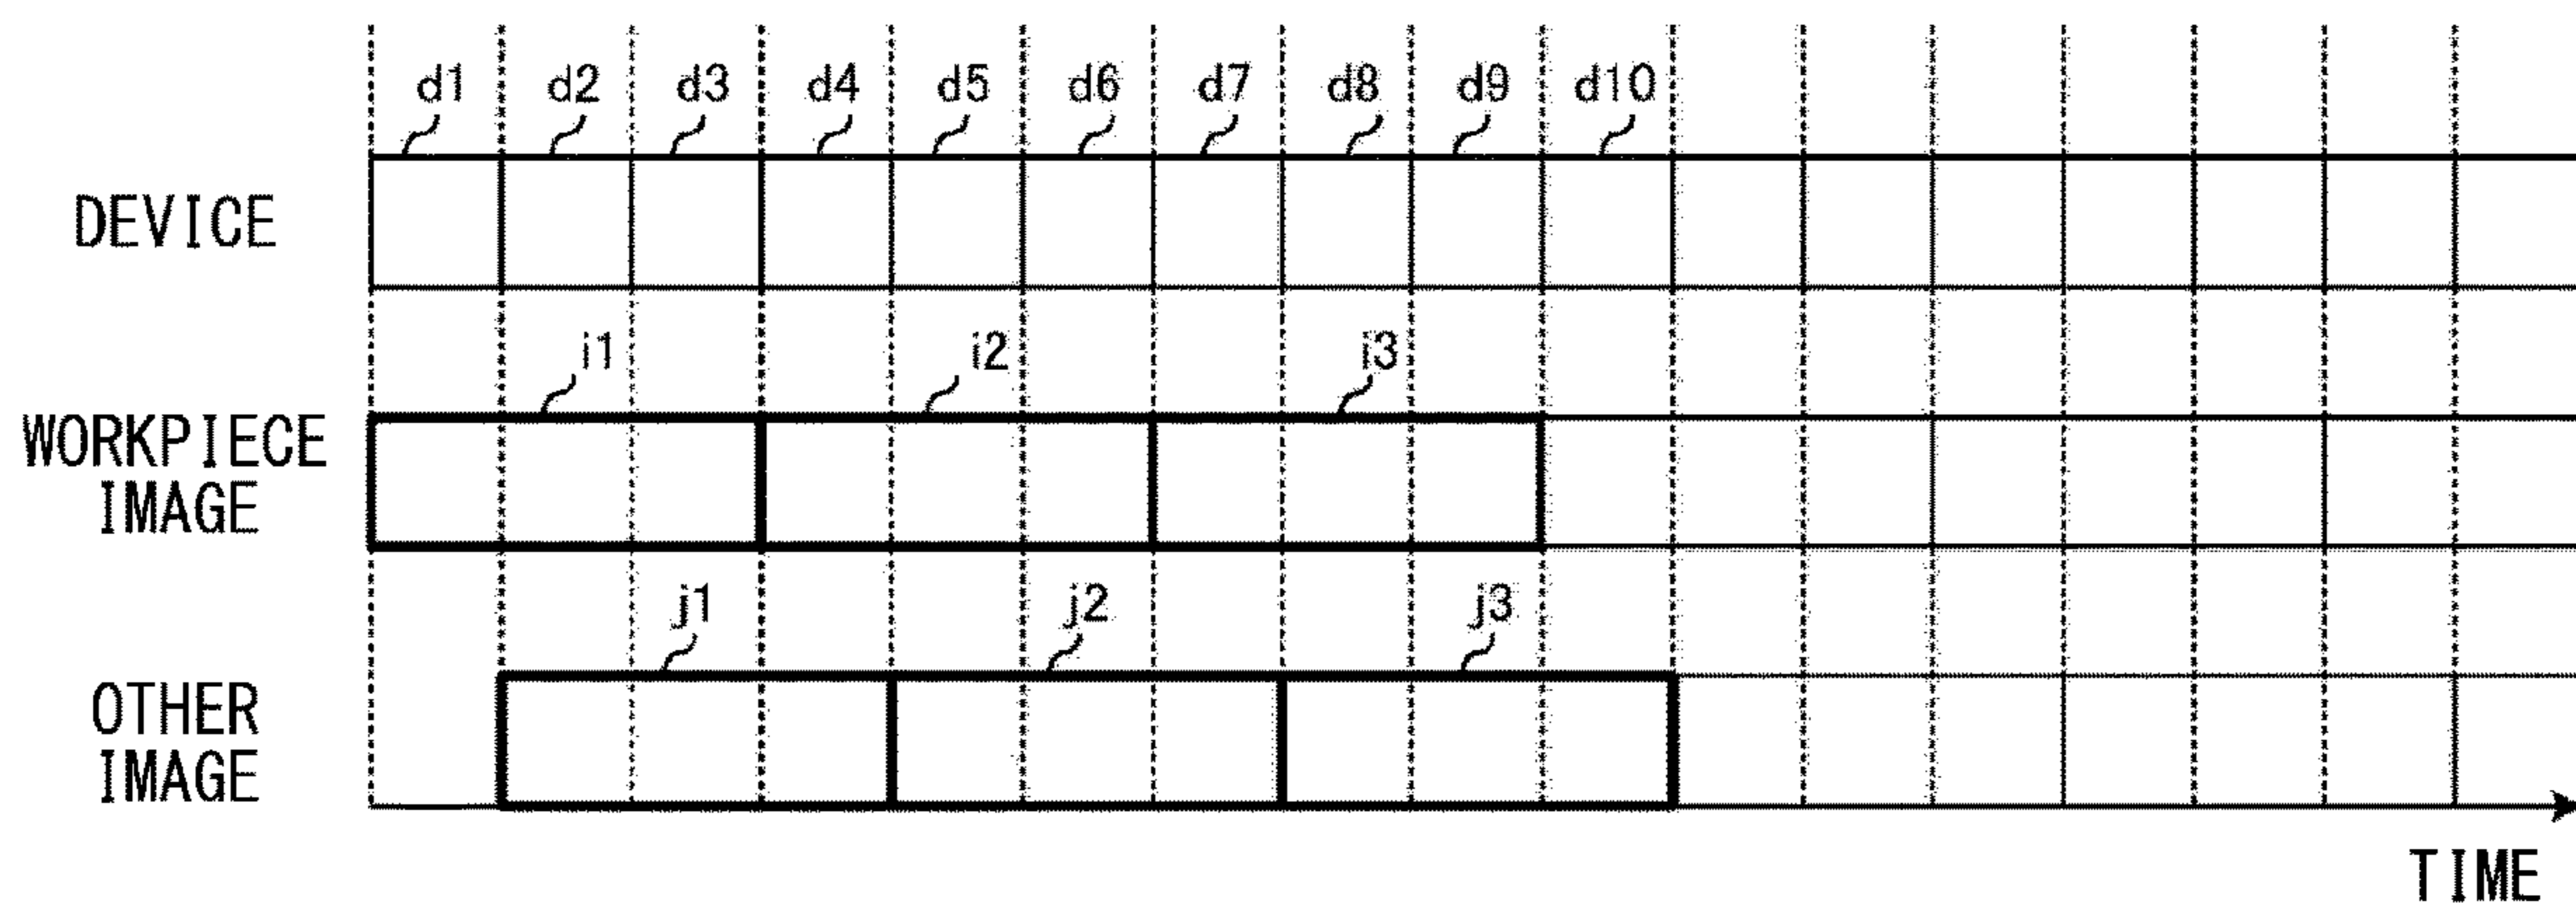 d1 d2 d3 d4 d5 d6 d7 d8 d9 d10
DEVICE
i1 i2 i3
WORKPIECE
IMAGE
j1 j2 j3
OTHER
IMAGE
TIME